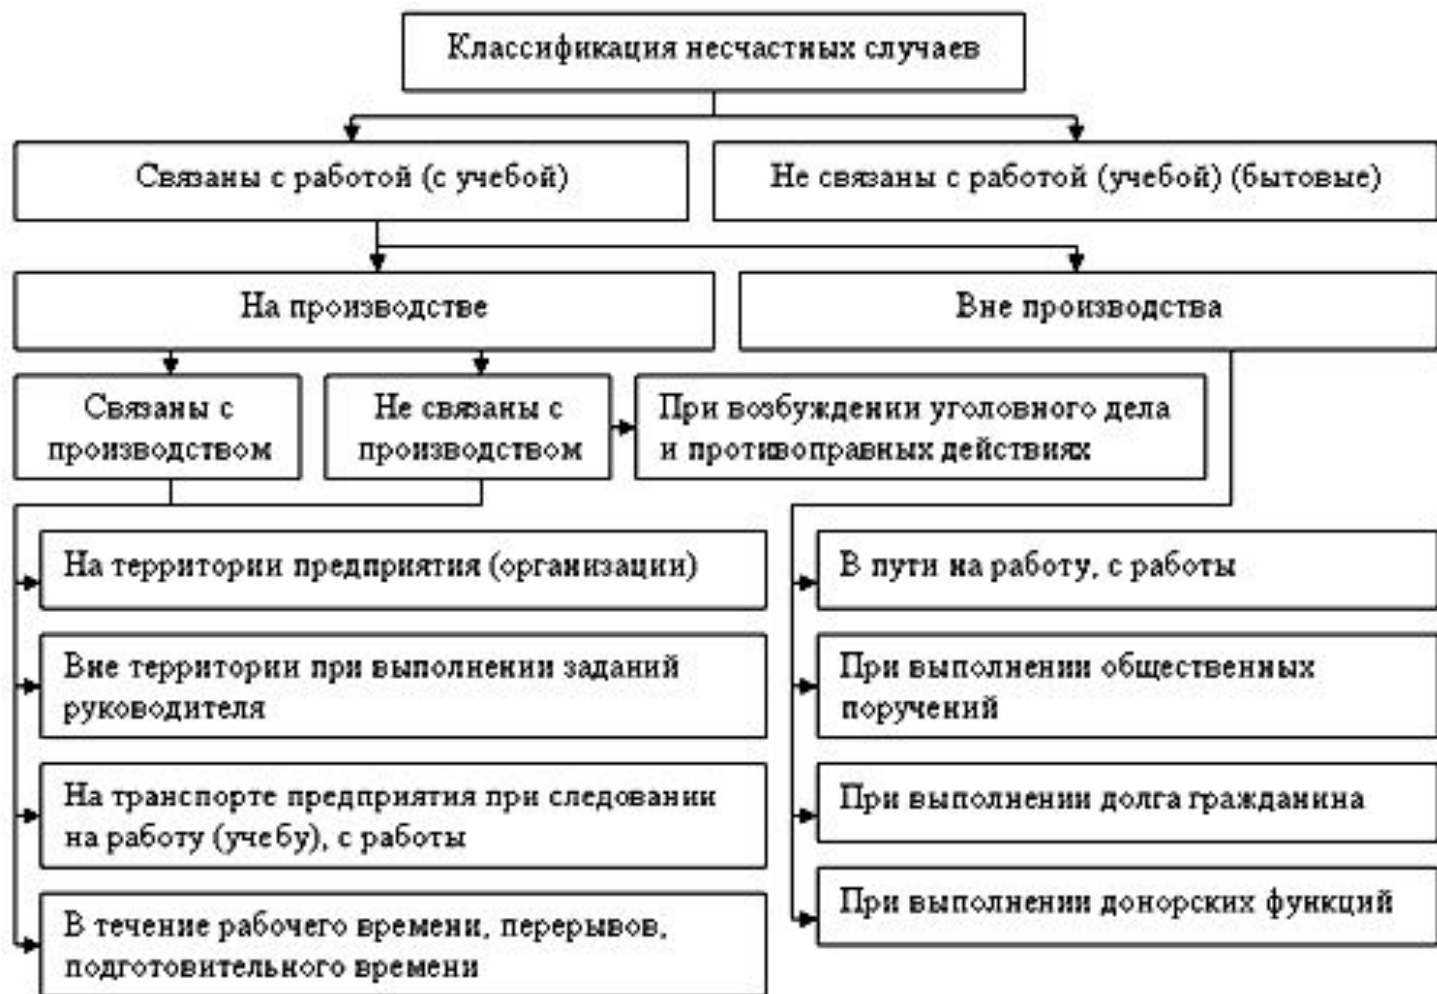 Классификация несчастных случаев
Связаны с работой (с учебой)
Не связаны с работой (учебой) (бытовые)
На производстве
Вне производства
Связаны с
производством
Не связаны с
производством
При возбуждении уголовного дела
и противоправных действиях
На территории предприятия (организации)
Вне территории при выполнении заданий
руководителя
На транспорте предприятия при следовании
на работу (учебу), с работы
В течение рабочего времени, перерывов,
подготовительного времени
В пути на работу, с работы
При выполнении общественных
поручений
При выполнении долга гражданина
При выполнении донорских функций